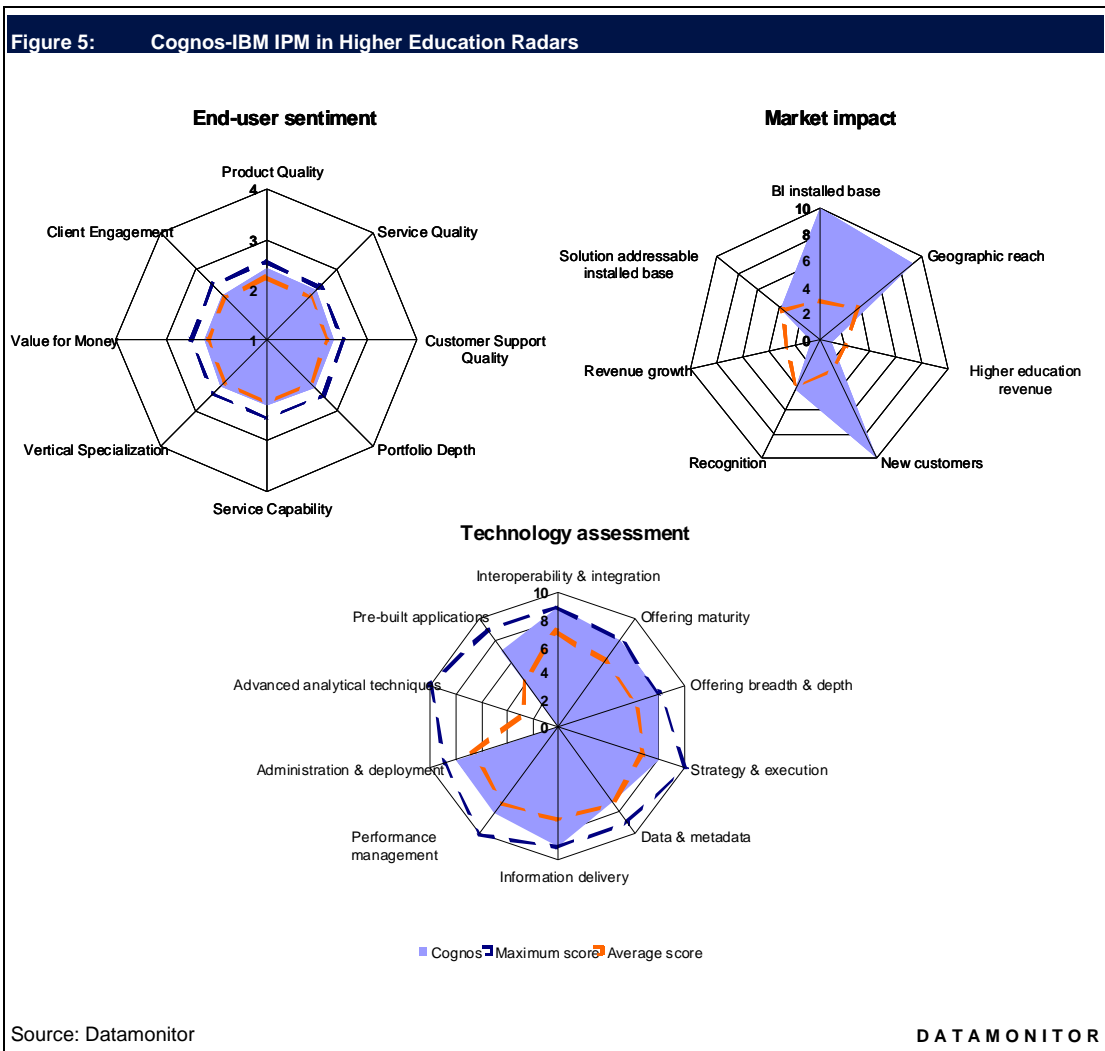 Figure 5: Cognos-IBM IPM in Higher Education Radars
End-user sentiment
Product Quality
Service Quality
Customer Support
Quality
Portfolio Depth
Service Capability
Vertical Specialization
Value for Money
Client Engagement
4
3
2
1
Market impact
BI installed base
Geographic reach
Higher education
revenue
New customers
Recognition
Revenue growth
Solution addressable
installed base
10
8
6
4
2
0
Technology assessment
Interoperability & integration
Offering maturity
Offering breadth & depth
Strategy & execution
Data & metadata
Information delivery
Performance
management
Administration & deployment
Advanced analytical techniques
Pre-built applications
10
8
6
4
2
0
Cognos Maximum score Average score
Source: Datamonitor
DATAMONITOR